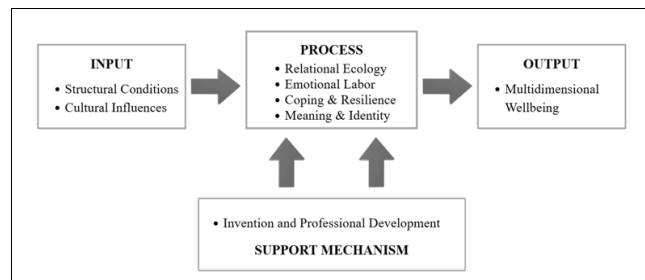 INPUT
• Structural Conditions
• Cultural Influences
PROCESS
• Relational Ecology
• Emotional Labor
• Coping & Resilience
• Meaning & Identity
OUTPUT
• Multidimensional
Wellbeing
• Invention and Professional Development
SUPPORT MECHANISM